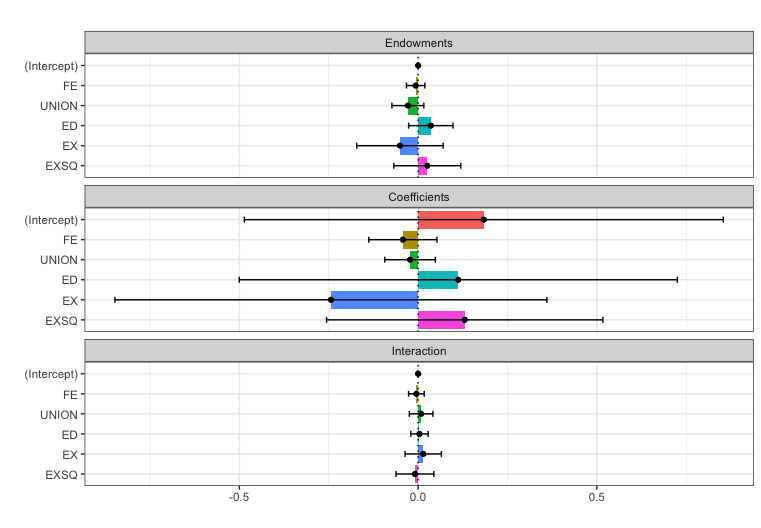 Endowments
(Intercept)
FE
UNION
ED
EX
EXSQ
Coefficients
(Intercept)
FE
UNION
ED
EX
EXSQ
Interaction
(Intercept)
FE
UNION
ED
EX
EXSQ
-0.5 0.0 0.5